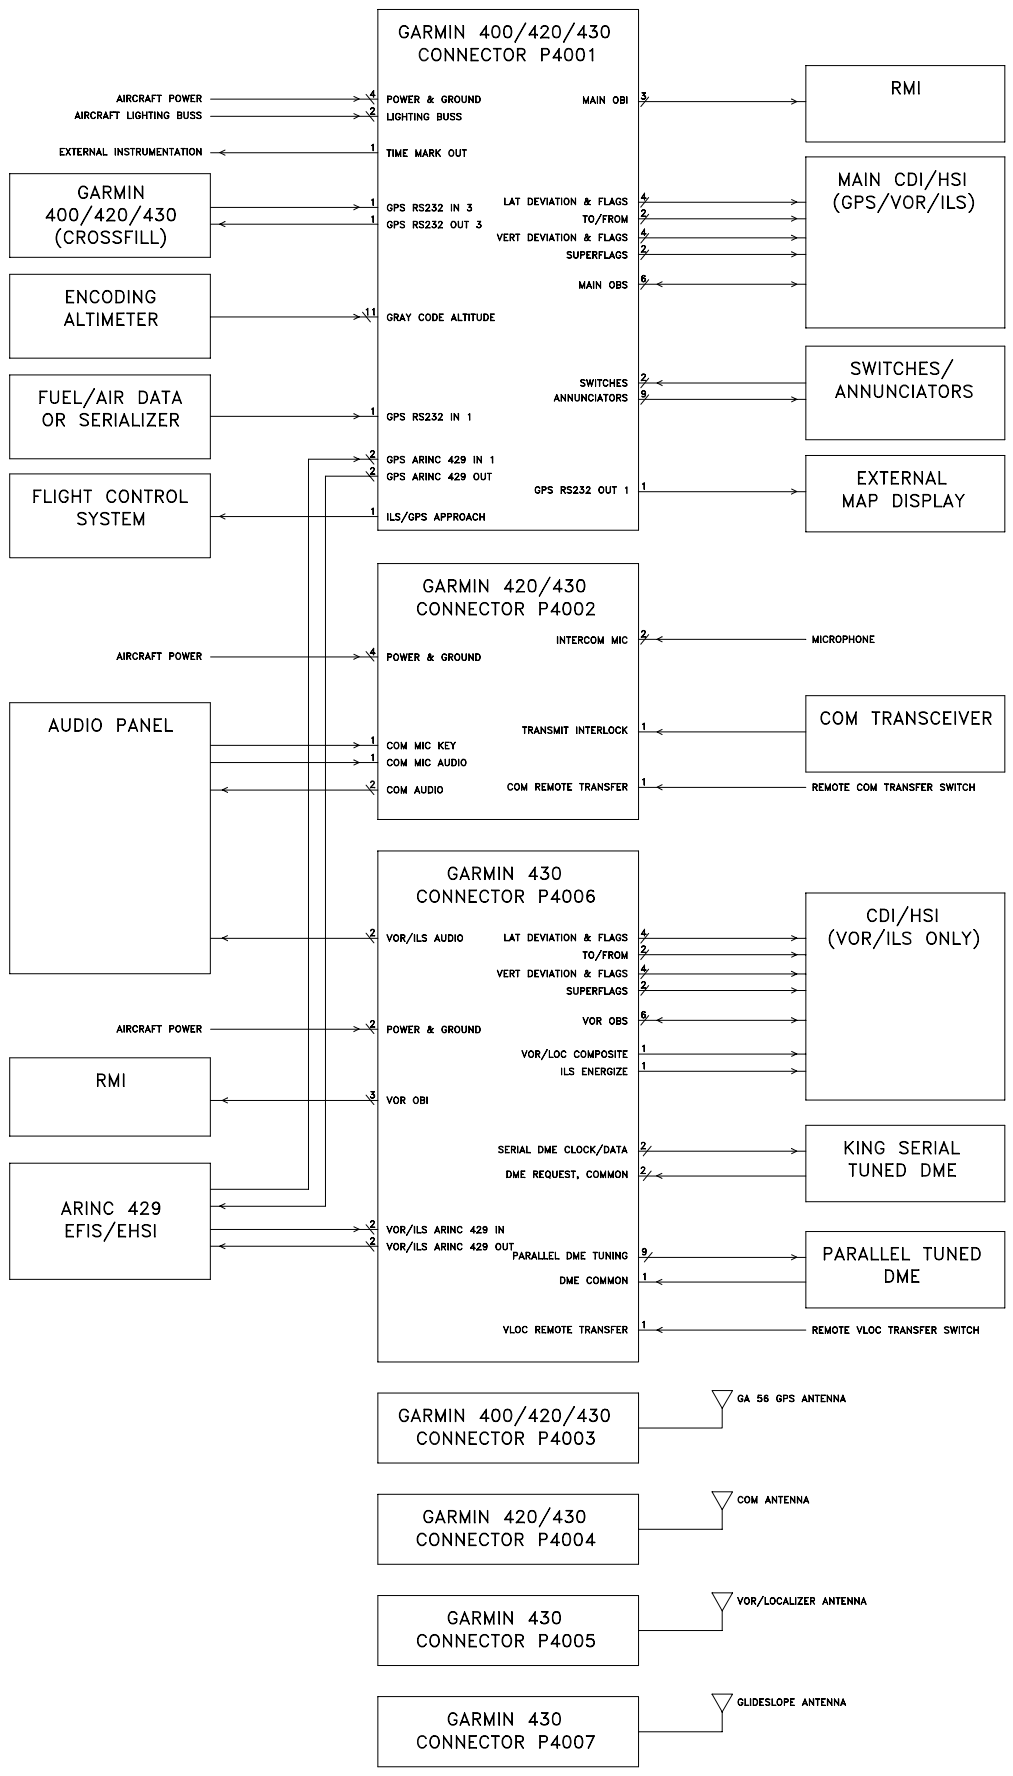 GARMIN 400/420/430
CONNECTOR P4001
AIRCRAFT POWER
4
POWER & GROUND
AIRCRAFT LIGHTING BUSS
2
LIGHTING BUSS
EXTERNAL INSTRUMENTATION
1
TIME MARK OUT
GARMIN
400/420/430
(CROSSFILL)
1
GPS RS232 IN 3
1
GPS RS232 OUT 3
ENCODING
ALTIMETER
11
GRAY CODE ALTITUDE
FUEL/AIR DATA
OR SERIALIZER
1
GPS RS232 IN 1
2
GPS ARINC 429 IN 1
2
GPS ARINC 429 OUT
FLIGHT CONTROL
SYSTEM
1
ILS/GPS APPROACH
MAIN OBI
3
RMI
MAIN CDI/HSI
(GPS/VOR/ILS)
LAT DEVIATION & FLAGS
4
TO/FROM
2
VERT DEVIATION & FLAGS
4
SUPERFLAGS
2
MAIN OBS
6
SWITCHES
2
ANNUNCIATORS
9
SWITCHES/
ANNUNCIATORS
GPS RS232 OUT 1
1
EXTERNAL
MAP DISPLAY
GARMIN 420/430
CONNECTOR P4002
INTERCOM MIC
2
MICROPHONE
AIRCRAFT POWER
4
POWER & GROUND
AUDIO PANEL
1
COM MIC KEY
1
COM MIC AUDIO
2
COM AUDIO
TRANSMIT INTERLOCK
1
COM TRANSCEIVER
COM REMOTE TRANSFER
1
REMOTE COM TRANSFER SWITCH
GARMIN 430
CONNECTOR P4006
2
VOR/ILS AUDIO
AIRCRAFT POWER
2
POWER & GROUND
RMI
3
VOR OBI
ARINC 429
EFIS/EHSI
2
VOR/ILS ARINC 429 IN
2
VOR/ILS ARINC 429 OUT
LAT DEVIATION & FLAGS
4
TO/FROM
2
VERT DEVIATION & FLAGS
4
SUPERFLAGS
2
VOR OBS
6
VOR/LOC COMPOSITE
1
ILS ENERGIZE
1
CDI/HSI
(VOR/ILS ONLY)
SERIAL DME CLOCK/DATA
2
DME REQUEST, COMMON
2
KING SERIAL
TUNED DME
PARALLEL DME TUNING
9
DME COMMON
1
PARALLEL TUNED
DME
VLOC REMOTE TRANSFER
1
REMOTE VLOC TRANSFER SWITCH
GARMIN 400/420/430
CONNECTOR P4003
GA 56 GPS ANTENNA
GARMIN 420/430
CONNECTOR P4004
COM ANTENNA
GARMIN 430
CONNECTOR P4005
VOR/LOCALIZER ANTENNA
GARMIN 430
CONNECTOR P4007
GLIDESLOPE ANTENNA